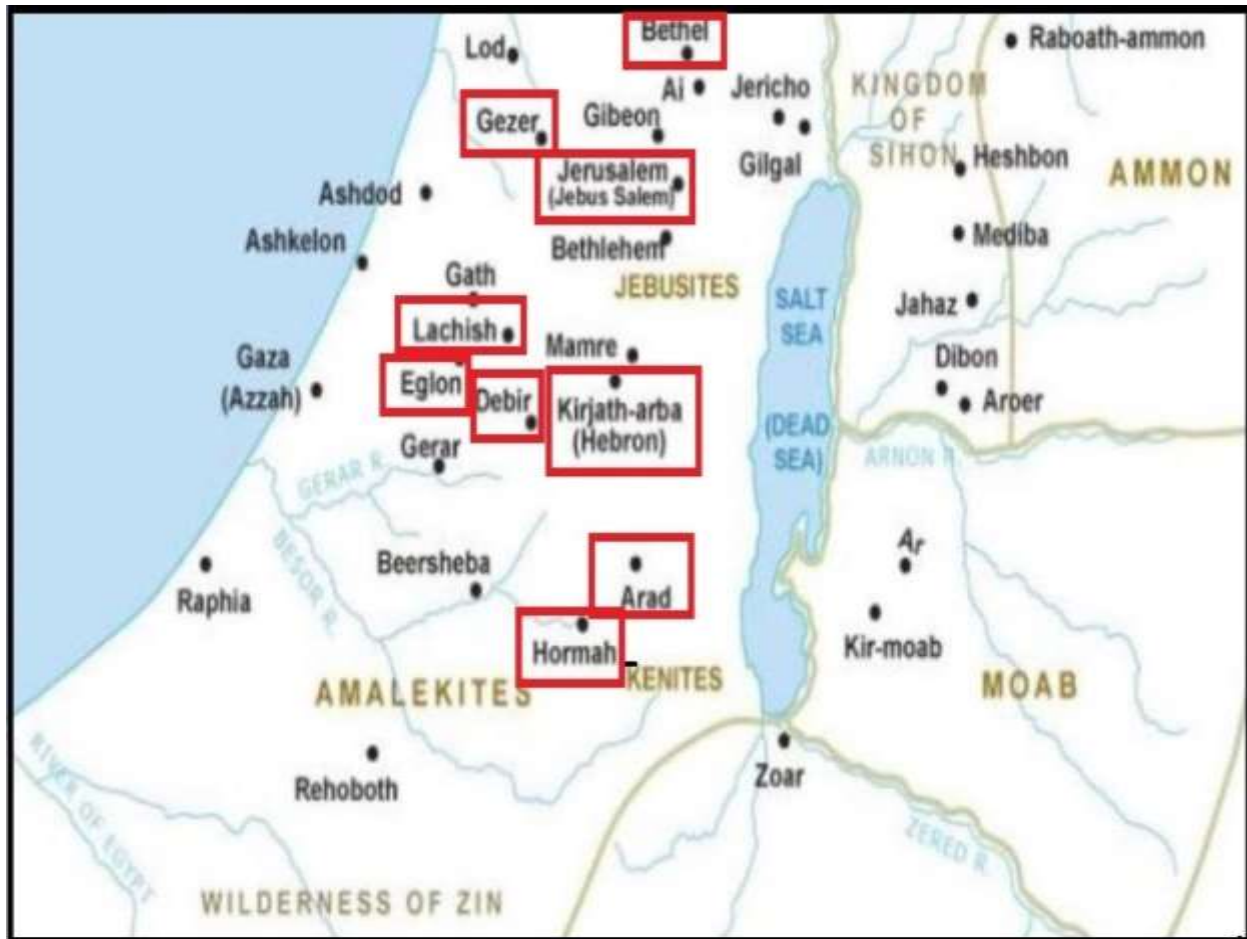 Bethel
Lod
Raboath-ammon
Ai
Jericho
KINGDOM
OF
SIHON
Gezer
Gibeon
Gilgal
Heshbon
AMMON
Jerusalem
(Jebus Salem)
Ashdod
Ashkelon
Bethlehem
Mediba
Gath
JEBUSITES
SALT
SEA
Jahaz
Lachish
Mamre
Gaza
(Azzah)
Eglon
Debir
Kirjath-arba
(Hebron)
Dibon
Aroer
(DEAD
SEA)
Gerar
GERAR R.
ARNON R.
BESOR R.
Beersheba
Ar
Raphia
Arad
Kir-moab
Hormah
KENITES
AMALEKITES
MOAB
Rehoboth
Zoar
RIVER OF EGYPT
ZERED R.
WILDERNESS OF ZIN